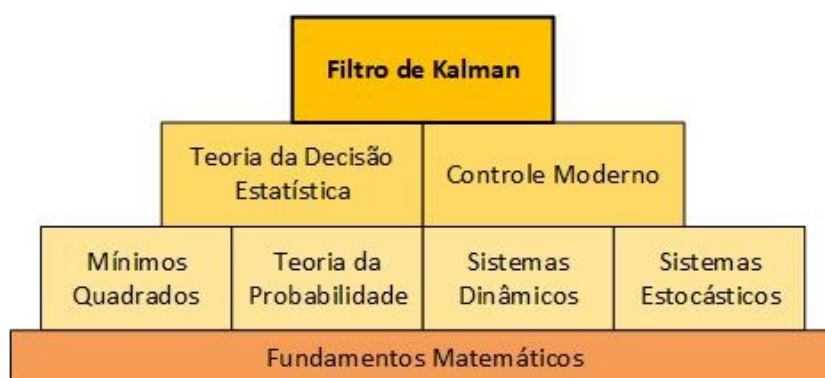 Filtro de Kalman
Teoria da Decisão
Estatística
Controle Moderno
Mínimos
Quadrados
Teoria da
Probabilidade
Sistemas
Dinâmicos
Sistemas
Estocásticos
Fundamentos Matemáticos